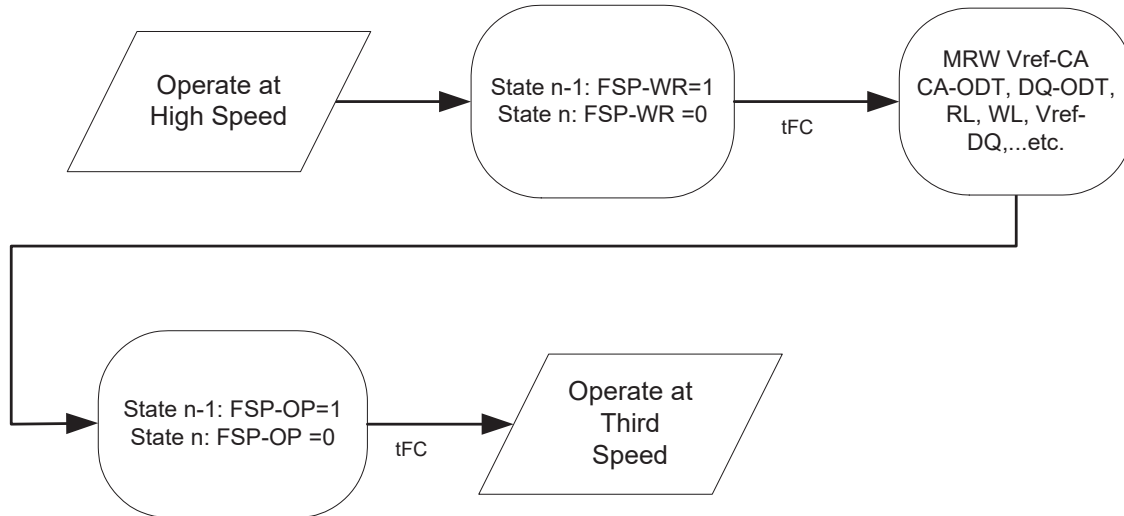 Operate at
High Speed
State n-1: FSP-WR=1
State n: FSP-WR =0
tFC
MRW Vref-CA
CA-ODT, DQ-ODT,
RL, WL, Vref-
DQ,...etc.
State n-1: FSP-OP=1
State n: FSP-OP =0
tFC
Operate at
Third
Speed